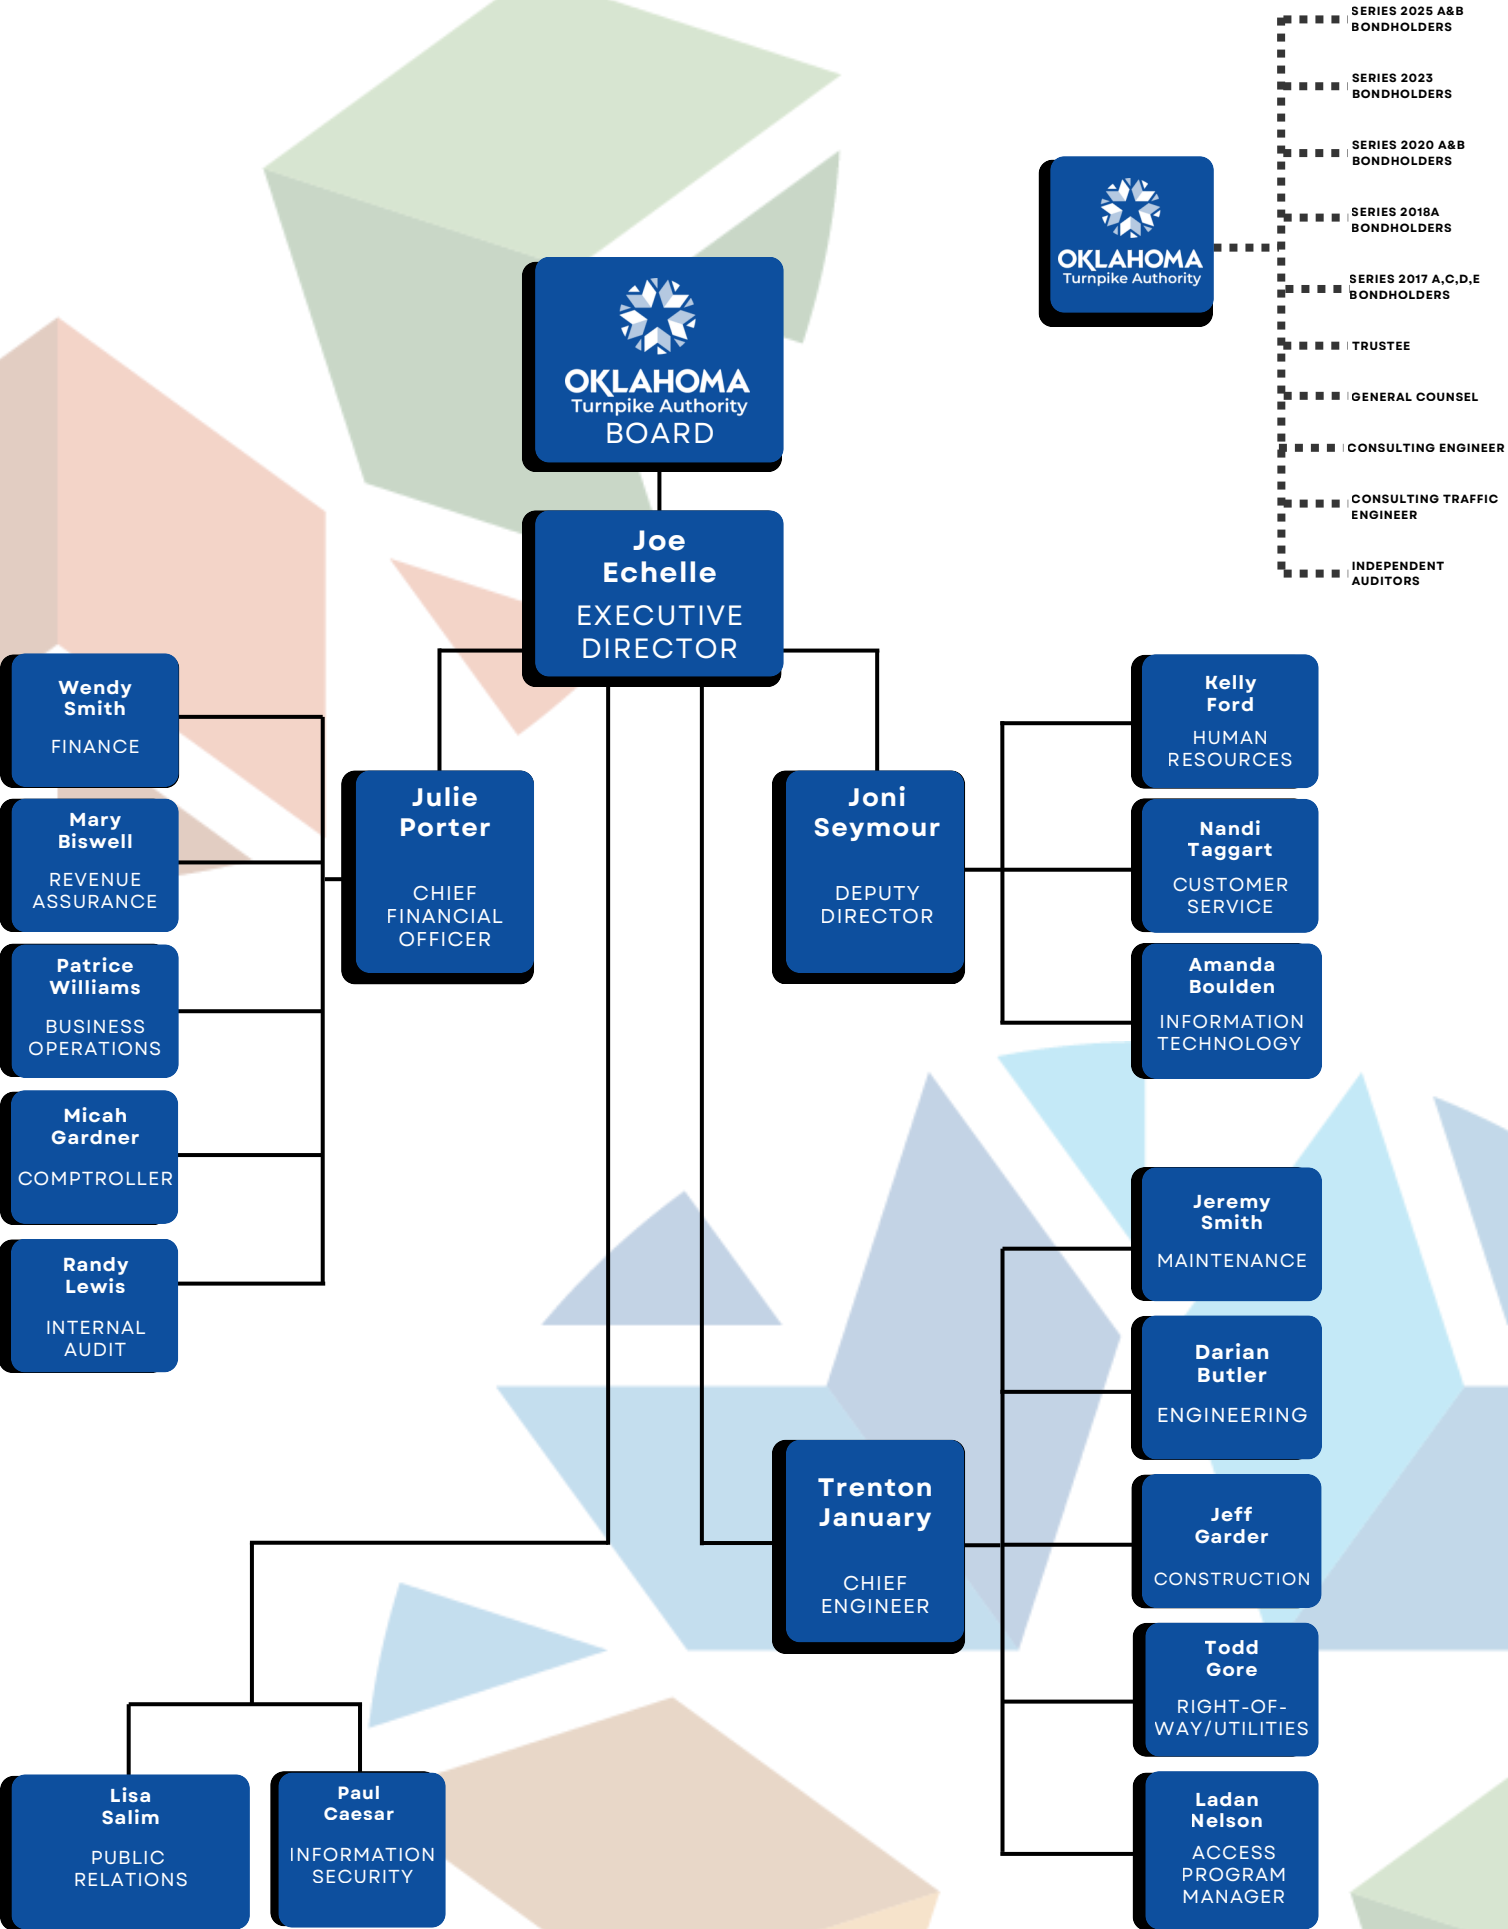 SERIES 2025 A&B
BONDHOLDERS
SERIES 2023
BONDHOLDERS
SERIES 2020 A&B
BONDHOLDERS
SERIES 2018A
BONDHOLDERS
SERIES 2017 A,C,D,E
BONDHOLDERS
TRUSTEE
GENERAL COUNSEL
CONSULTING ENGINEER
CONSULTING TRAFFIC
ENGINEER
INDEPENDENT
AUDITORS
OKLAHOMA
Turnpike Authority
OKLAHOMA
Turnpike Authority
BOARD
Joe
Echelle
EXECUTIVE
DIRECTOR
Wendy
Smith
FINANCE
Mary
Biswell
REVENUE
ASSURANCE
Patrice
Williams
BUSINESS
OPERATIONS
Micah
Gardner
COMPTROLLER
Randy
Lewis
INTERNAL
AUDIT
Julie
Porter
CHIEF
FINANCIAL
OFFICER
Joni
Seymour
DEPUTY
DIRECTOR
Kelly
Ford
HUMAN
RESOURCES
Nandi
Taggart
CUSTOMER
SERVICE
Amanda
Boulden
INFORMATION
TECHNOLOGY
Trenton
January
CHIEF
ENGINEER
Jeremy
Smith
MAINTENANCE
Darian
Butler
ENGINEERING
Jeff
Garder
CONSTRUCTION
Todd
Gore
RIGHT-OF-
WAY/UTILITIES
Ladan
Nelson
ACCESS
PROGRAM
MANAGER
Lisa
Salim
PUBLIC
RELATIONS
Paul
Caesar
INFORMATION
SECURITY